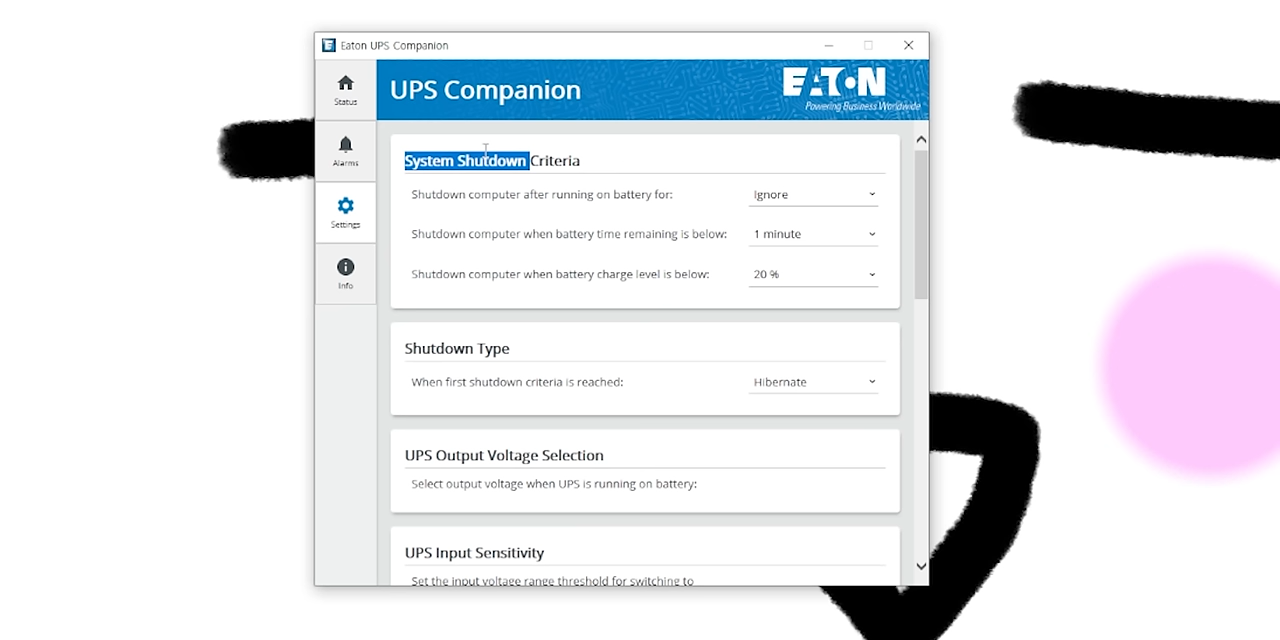 Eaton UPS Companion
Status
Alarms
Settings
Info
UPS Companion
EATON
Powering Business Worldwide
System Shutdown Criteria
Shutdown computer after running on battery for: Ignore
Shutdown computer when battery time remaining is below: 1 minute
Shutdown computer when battery charge level is below: 20 %
Shutdown Type
When first shutdown criteria is reached: Hibernate
UPS Output Voltage Selection
Select output voltage when UPS is running on battery:
UPS Input Sensitivity
Set the input voltage range threshold for switching to